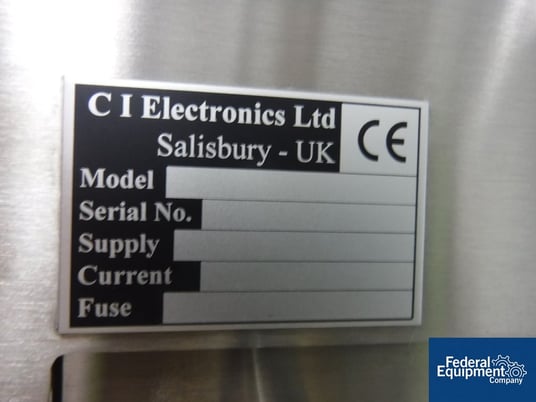 C I Electronics Ltd
Salisbury - UK
CE
Model
Serial No.
Supply
Current
Fuse
Federal
Equipment
Company